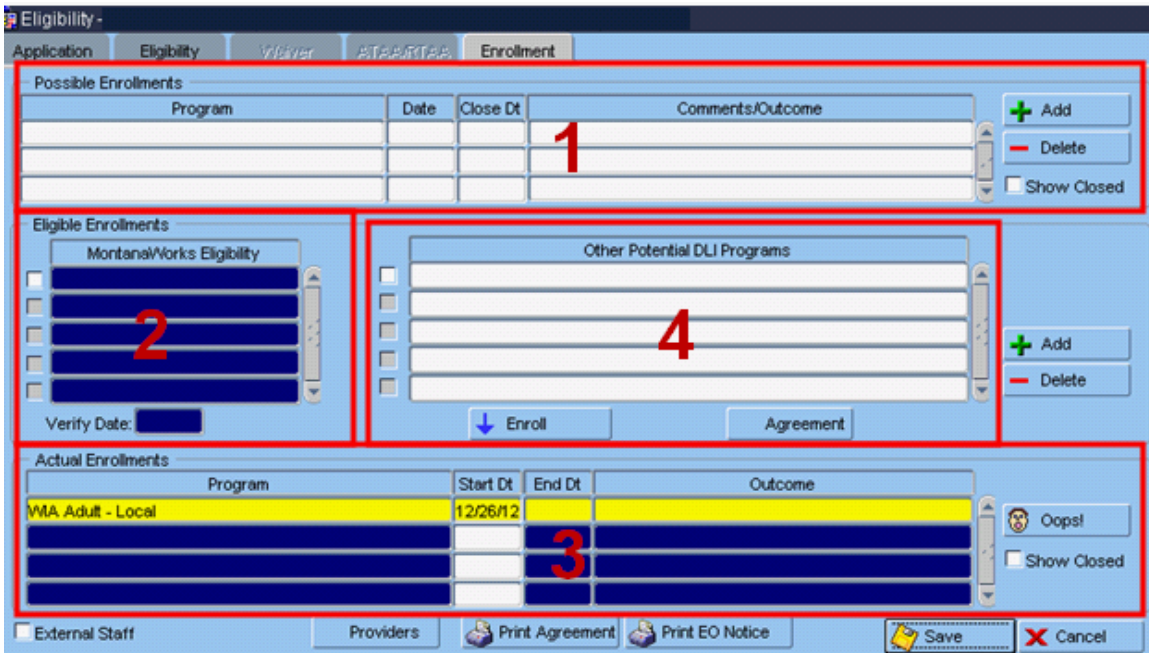 Eligibility -
Application Eligibility Waiver ATAA/RTAA Enrollment
Possible Enrollments
Program Date Close Dt Comments/Outcome
Add
1
Delete
Show Closed
Eligible Enrollments
MontanaWorks Eligibility
Other Potential DLI Programs
2
4
Add
Delete
Verify Date:
Enroll Agreement
Actual Enrollments
Program Start Dt End Dt Outcome
WIA Adult - Local 12/26/12
Oops!
3
Show Closed
External Staff Providers Print Agreement Print EO Notice Save Cancel